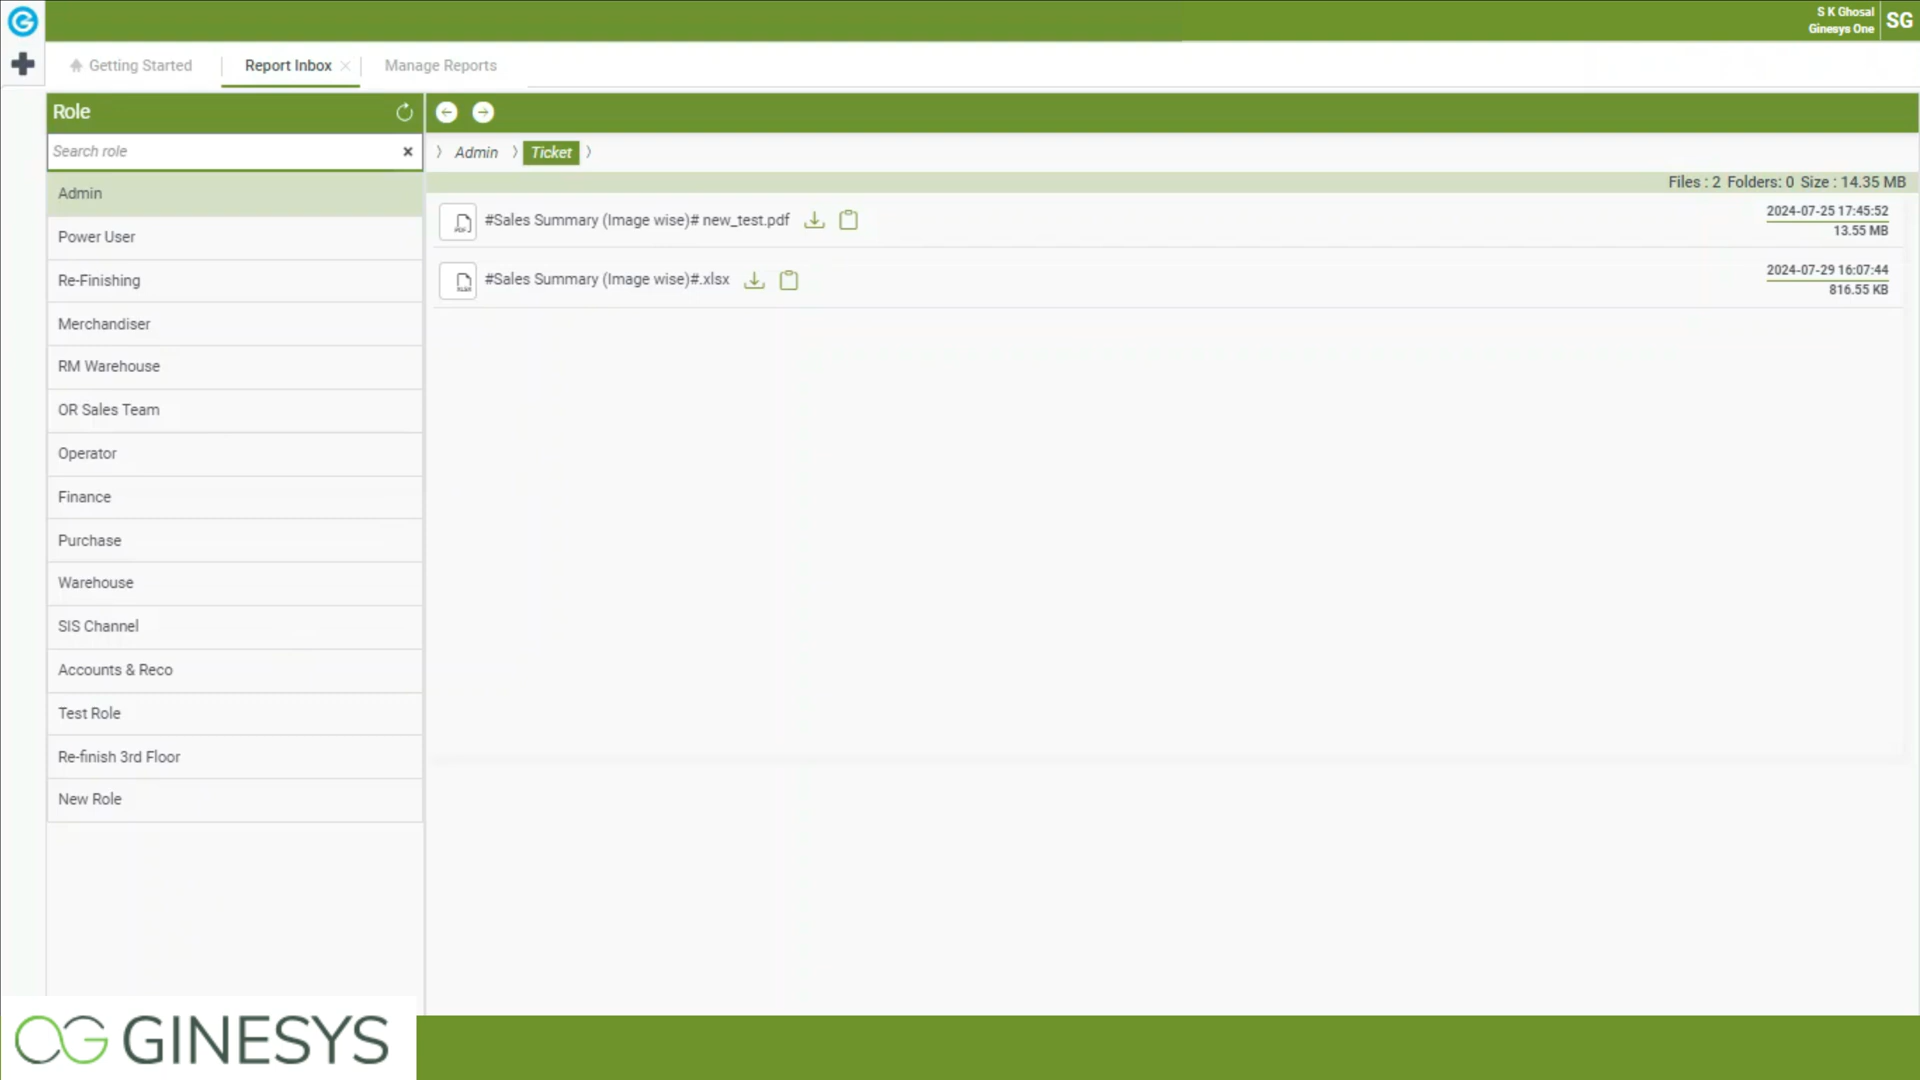 S K Ghosal
Ginesys One
SG
Getting Started
Report Inbox
Manage Reports
Role
Search role
Admin
Power User
Re-Finishing
Merchandiser
RM Warehouse
OR Sales Team
Operator
Finance
Purchase
Warehouse
SIS Channel
Accounts & Reco
Test Role
Re-finish 3rd Floor
New Role
Admin
Ticket
Files : 2 Folders: 0 Size : 14.35 MB
PDF
#Sales Summary (Image wise)# new_test.pdf
2024-07-25 17:45:52
13.55 MB
XLSX
#Sales Summary (Image wise)#.xlsx
2024-07-29 16:07:44
816.55 KB
GINESYS